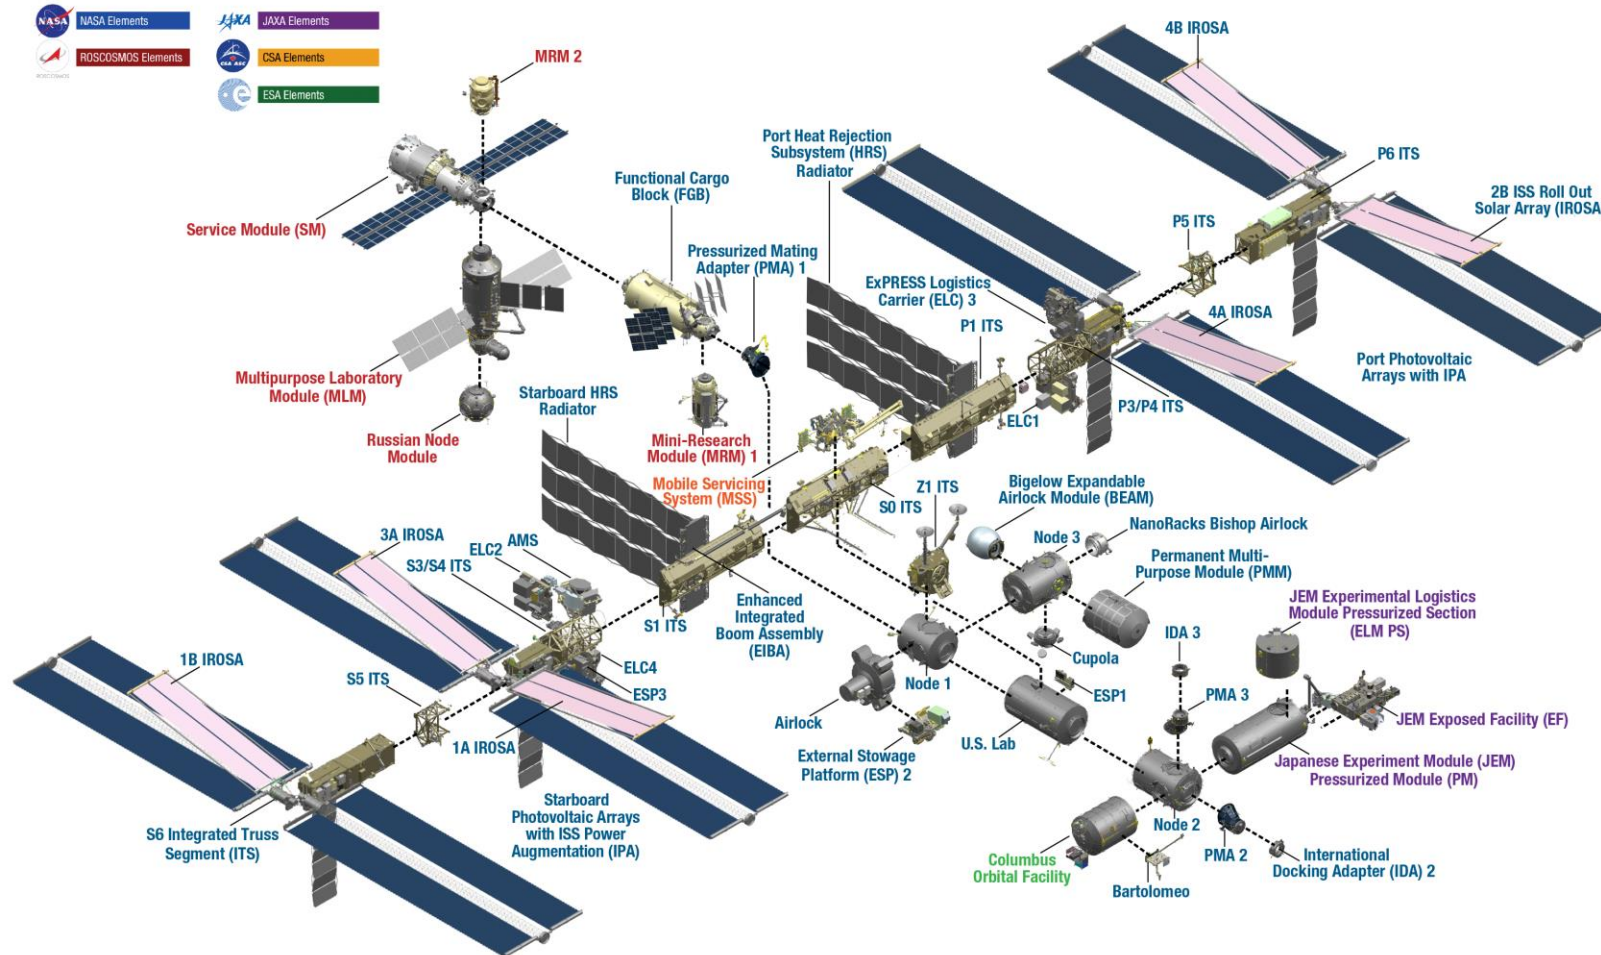 NASA
NASA Elements
JAXA
JAXA Elements
ROSCOSMOS
ROSCOSMOS Elements
CSA ASC
CSA Elements
esa
ESA Elements
MRM 2
4B IROSA
Port Heat Rejection
Subsystem (HRS)
Radiator
P6 ITS
Functional Cargo
Block (FGB)
2B ISS Roll Out
Solar Array (IROSA
Service Module (SM)
P5 ITS
Pressurized Mating
Adapter (PMA) 1
ExPRESS Logistics
Carrier (ELC) 3
4A IROSA
P1 ITS
Port Photovoltaic
Arrays with IPA
Multipurpose Laboratory
Module (MLM)
Starboard HRS
Radiator
P3/P4 ITS
ELC1
Russian Node
Module
Mini-Research
Module (MRM) 1
Mobile Servicing
System (MSS)
Z1 ITS
S0 ITS
Bigelow Expandable
Airlock Module (BEAM)
NanoRacks Bishop Airlock
Node 3
Permanent Multi-
Purpose Module (PMM)
3A IROSA
ELC2
AMS
S3/S4 ITS
Enhanced
Integrated
Boom Assembly
(EIBA)
S1 ITS
JEM Experimental Logistics
Module Pressurized Section
(ELM PS)
IDA 3
Cupola
1B IROSA
S5 ITS
ELC4
ESP3
Node 1
ESP1
PMA 3
Airlock
JEM Exposed Facility (EF)
1A IROSA
U.S. Lab
External Stowage
Platform (ESP) 2
Japanese Experiment Module (JEM)
Pressurized Module (PM)
Starboard
Photovoltaic Arrays
with ISS Power
Augmentation (IPA)
S6 Integrated Truss
Segment (ITS)
Node 2
PMA 2
International
Docking Adapter (IDA) 2
Columbus
Orbital Facility
Bartolomeo